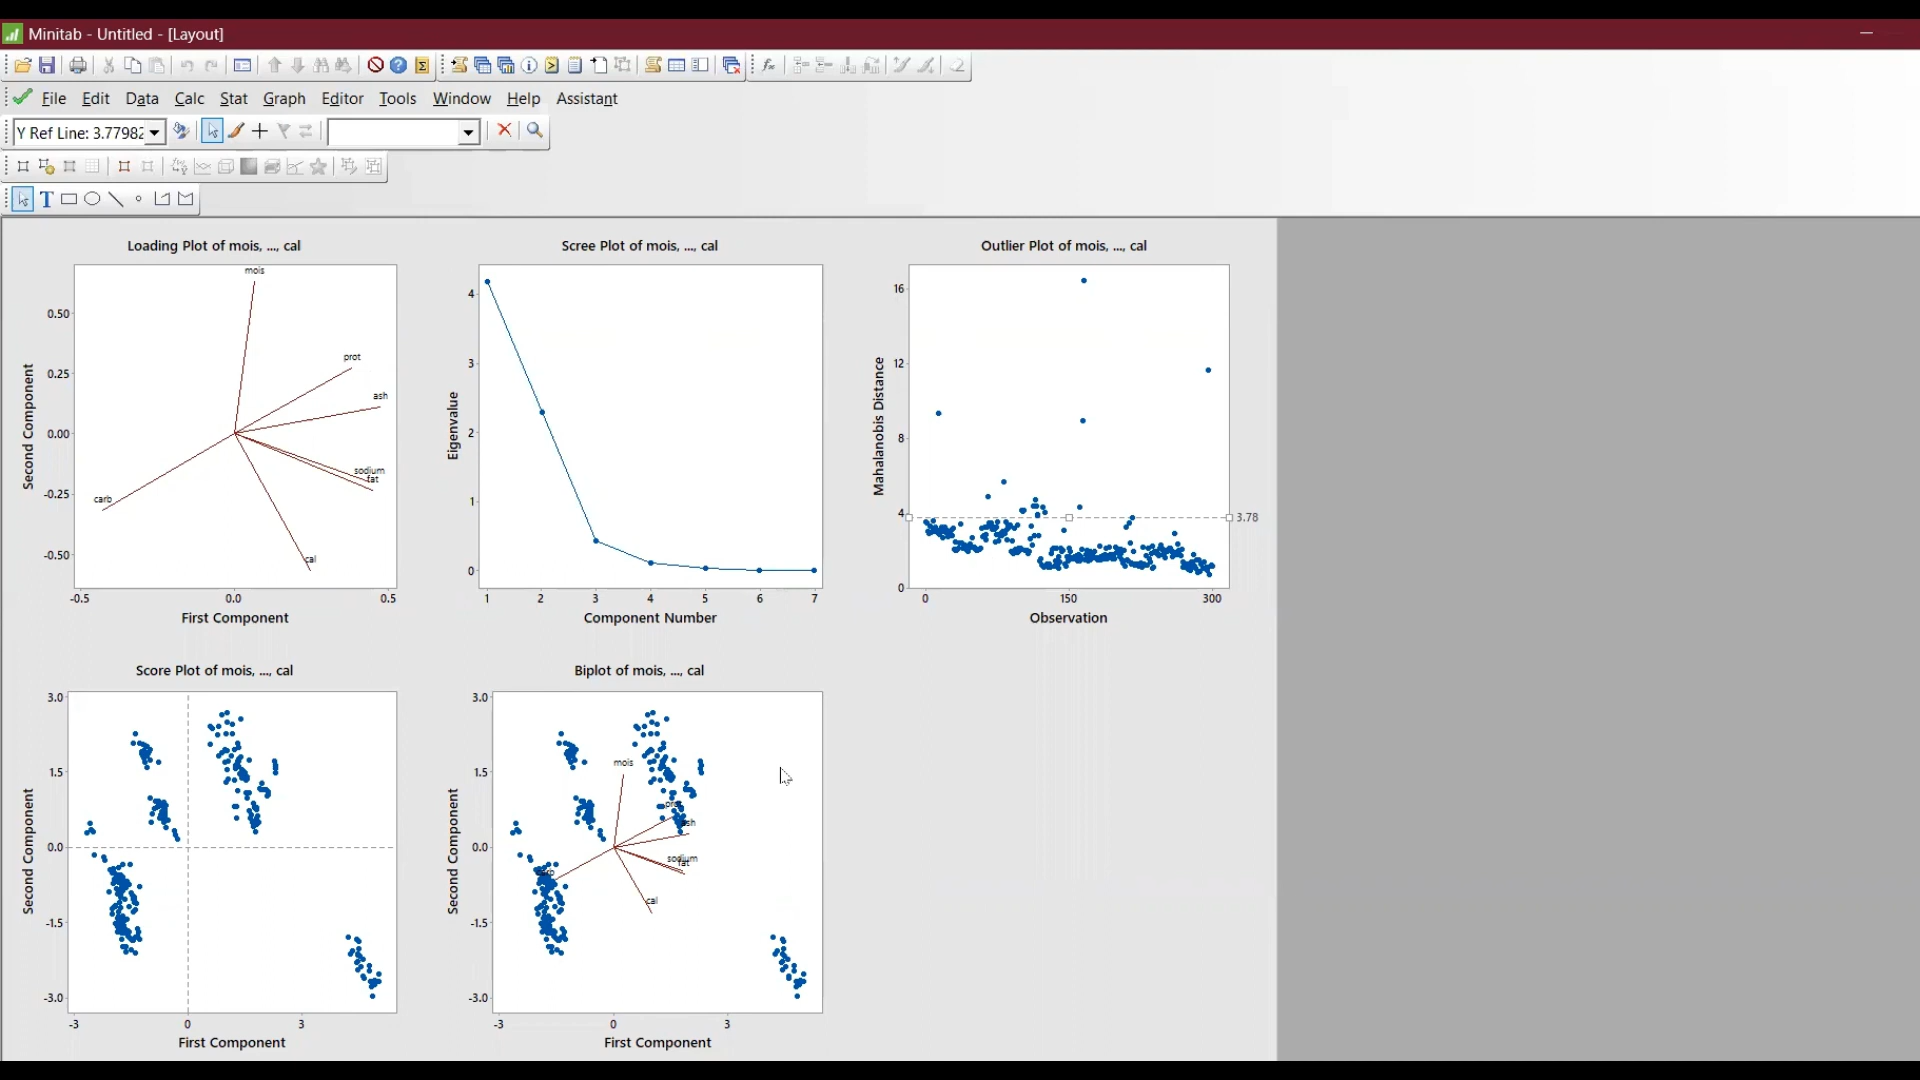 Minitab - Untitled - [Layout]
File Edit Data Calc Stat Graph Editor Tools Window Help Assistant
Y Ref Line: 3.77982
T
Loading Plot of mois, ..., cal
mois
prot
ash
sodium
fat
carb
cal
0.50
0.25
0.00
-0.25
-0.50
-0.5 0.0 0.5
Second Component
First Component
Scree Plot of mois, ..., cal
4
3
2
1
0
1 2 3 4 5 6 7
Eigenvalue
Component Number
Outlier Plot of mois, ..., cal
16
12
8
4
0
3.78
0 150 300
Mahalanobis Distance
Observation
Score Plot of mois, ..., cal
3.0
1.5
0.0
-1.5
-3.0
-3 0 3
Second Component
First Component
Biplot of mois, ..., cal
3.0
1.5
0.0
-1.5
-3.0
mois
prot
ash
sodium
fat
carb
cal
-3 0 3
Second Component
First Component